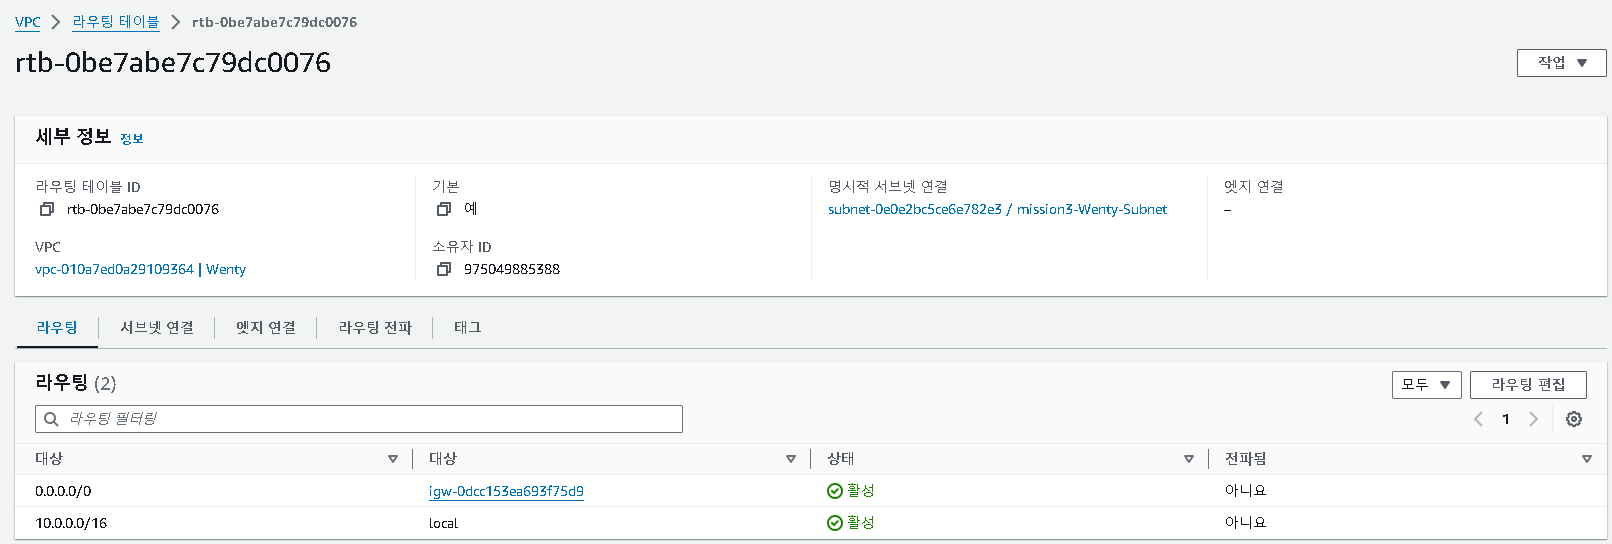 VPC > 라우팅 테이블 > rtb-0be7abe7c79dc0076
rtb-0be7abe7c79dc0076
작업
세부 정보 정보
라우팅 테이블 ID
rtb-0be7abe7c79dc0076
기본
예
명시적 서브넷 연결
subnet-0e0e2bc5ce6e782e3 / mission3-Wenty-Subnet
엣지 연결
–
VPC
vpc-010a7ed0a29109364 | Wenty
소유자 ID
975049885388
라우팅 서브넷 연결 엣지 연결 라우팅 전파 태그
라우팅 (2)
모두 라우팅 편집
라우팅 필터링
1
대상 대상 상태 전파됨
0.0.0.0/0 igw-0dcc153ea693f75d9 활성 아니요
10.0.0.0/16 local 활성 아니요